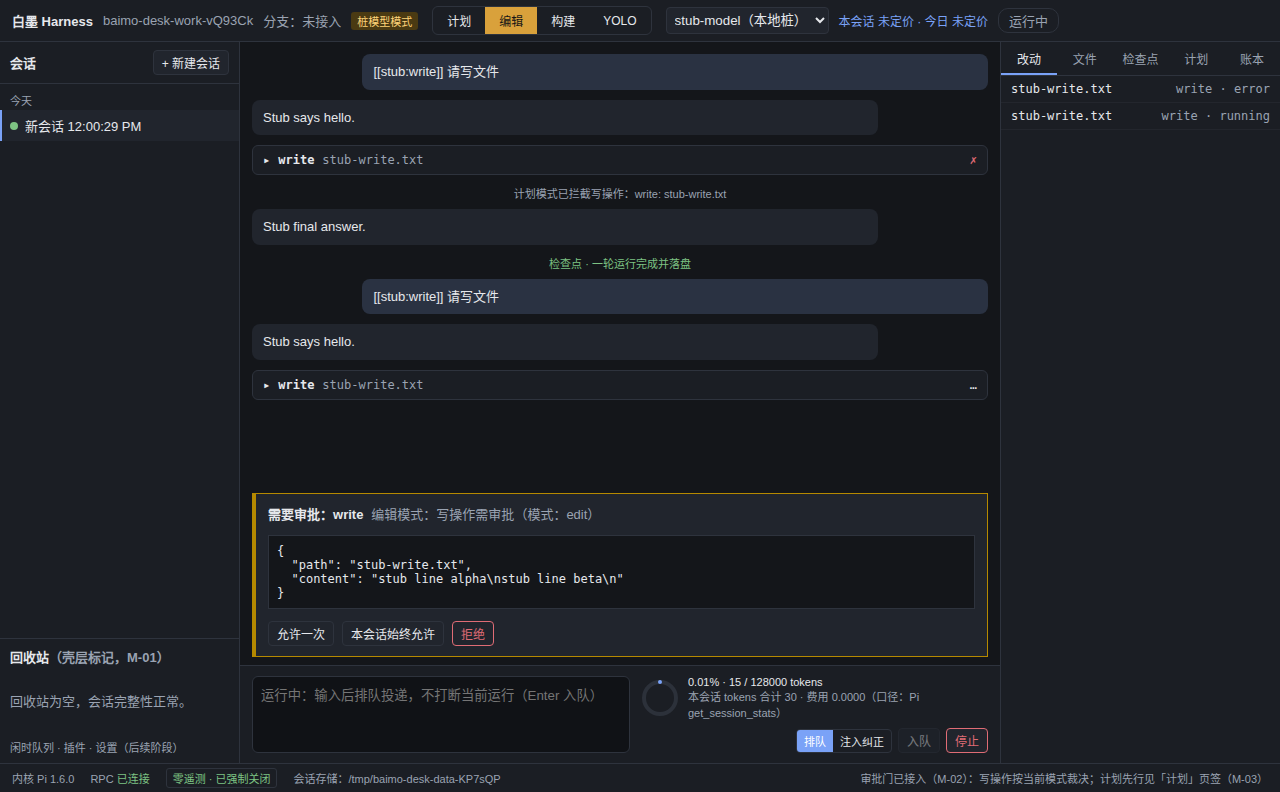 白墨 Harness baimo-desk-work-vQ93Ck 分支：未接入 桩模型模式 计划 编辑 构建 YOLO stub-model（本地桩） 本会话 未定价 · 今日 未定价 运行中
会话 + 新建会话
今天
新会话 12:00:29 PM
回收站（壳层标记，M-01）
回收站为空，会话完整性正常。
闲时队列 · 插件 · 设置（后续阶段）
[[stub:write]] 请写文件
Stub says hello.
▸ write stub-write.txt ✗
计划模式已拦截写操作：write: stub-write.txt
Stub final answer.
检查点 · 一轮运行完成并落盘
[[stub:write]] 请写文件
Stub says hello.
▸ write stub-write.txt …
需要审批：write 编辑模式：写操作需审批（模式：edit）
{
"path": "stub-write.txt",
"content": "stub line alpha\nstub line beta\n"
}
允许一次 本会话始终允许 拒绝
运行中：输入后排队投递，不打断当前运行（Enter 入队）
0.01% · 15 / 128000 tokens
本会话 tokens 合计 30 · 费用 0.0000（口径：Pi
get_session_stats）
排队 注入纠正 入队 停止
改动 文件 检查点 计划 账本
stub-write.txt write · error
stub-write.txt write · running
内核 Pi 1.6.0 RPC 已连接 零遥测 · 已强制关闭 会话存储：/tmp/baimo-desk-data-KP7sQP 审批门已接入（M-02）：写操作按当前模式裁决；计划先行见「计划」页签（M-03）